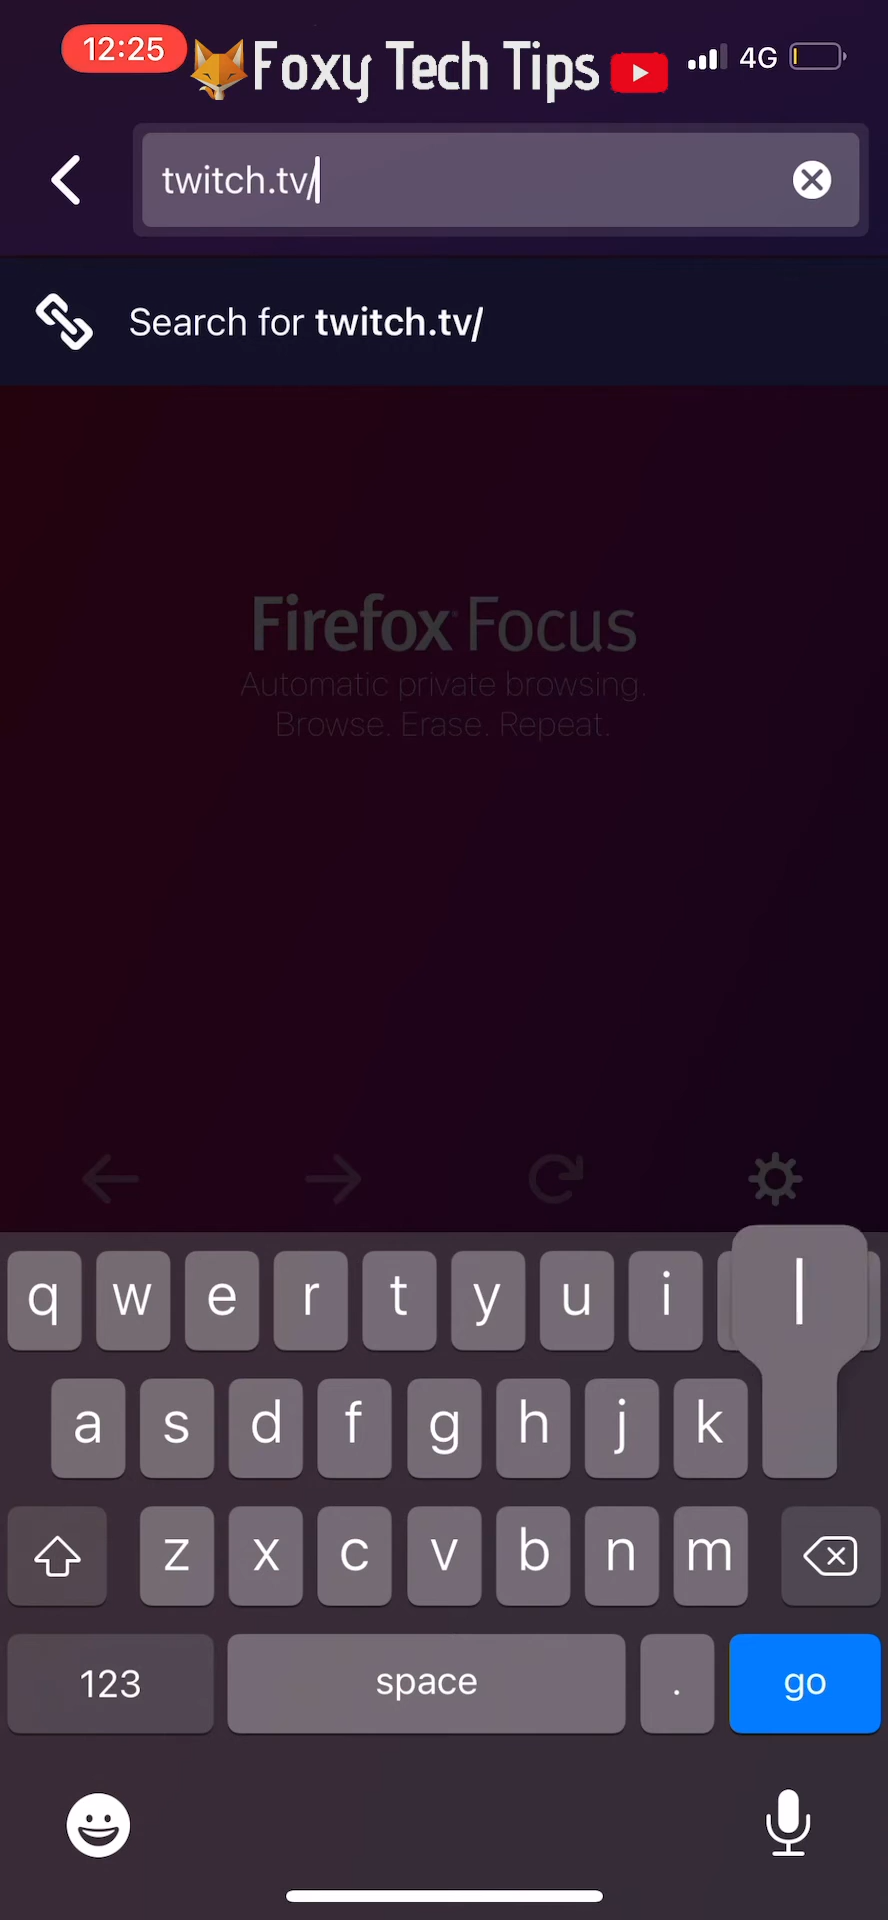 12:25
Foxy Tech Tips
4G
twitch.tv/
Search for twitch.tv/
Firefox Focus
Automatic private browsing.
Browse. Erase. Repeat.
q w e r t y u i l
a s d f g h j k
z x c v b n m
123 space . go